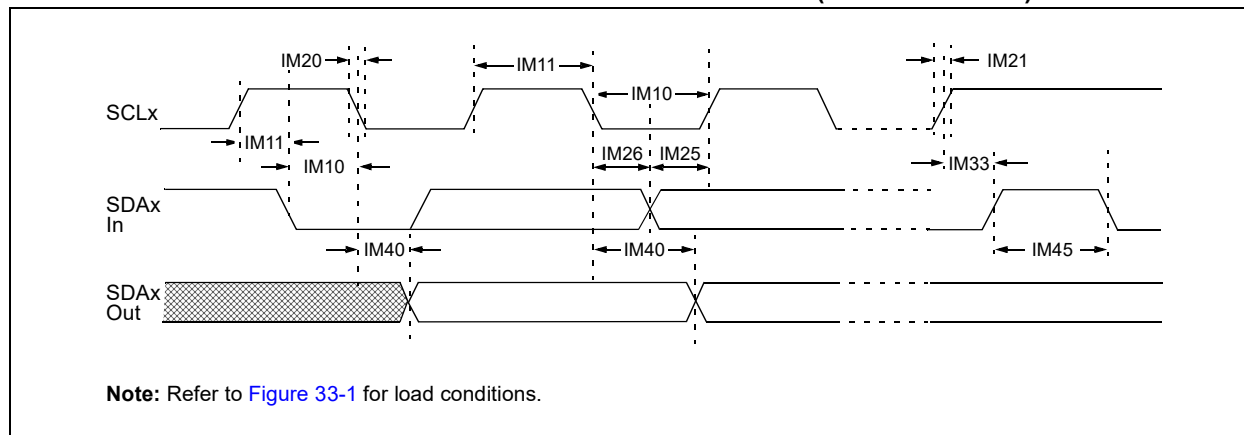 IM20
IM11
IM21
SCLx
IM10
IM11
IM10
IM26
IM25
IM33
SDAx
In
IM40
IM40
IM45
SDAx
Out
Note: Refer to Figure 33-1 for load conditions.